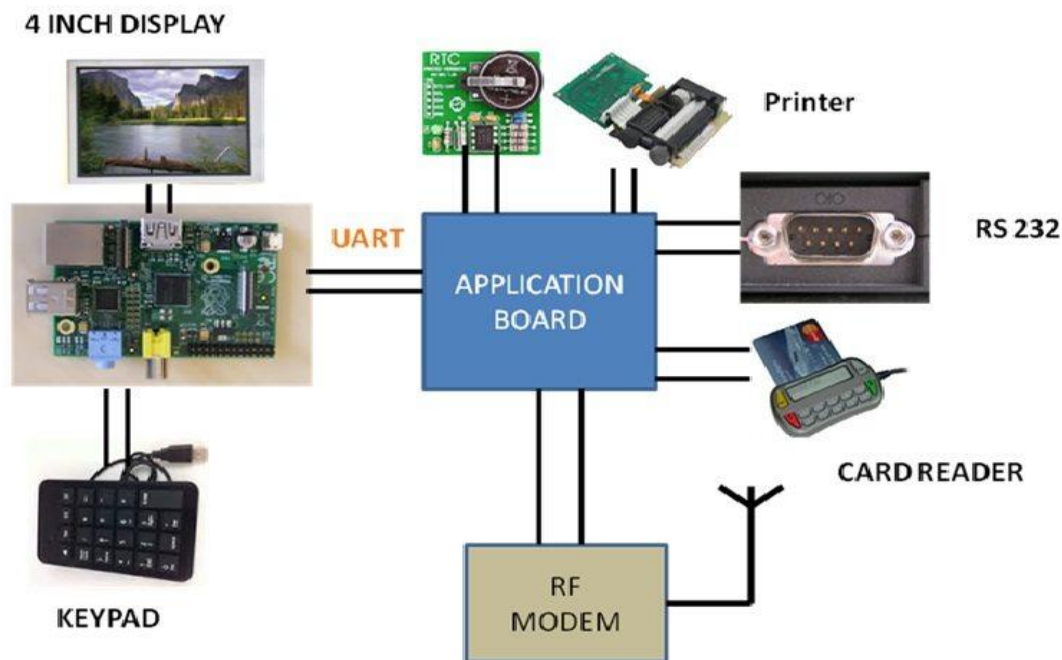 4 INCH DISPLAY
RTC
Printer
UART
RS 232
APPLICATION
BOARD
CARD READER
KEYPAD
RF
MODEM